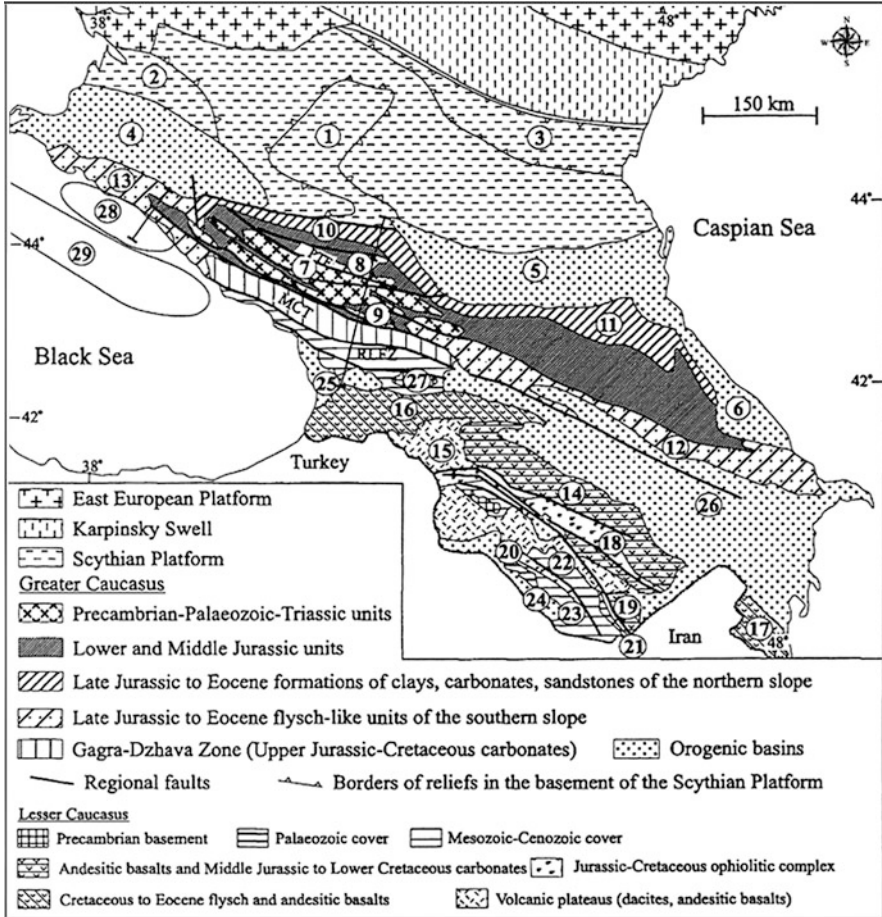 38°
48°
N
W E
S
2
150 km
1
3
4
13
44°
28
10
Caspian Sea
44°
29
7
8
5
MCT
9
11
Black Sea
RLFZ
42°
25
27
6
42°
16
12
38°
Turkey
15
14
26
East European Platform
Karpinsky Swell
18
Scythian Platform
20
22
Greater Caucasus
24
19
23
Iran
17
Precambrian-Palaeozoic-Triassic units
48°
21
Lower and Middle Jurassic units
Late Jurassic to Eocene formations of clays, carbonates, sandstones of the northern slope
Late Jurassic to Eocene flysch-like units of the southern slope
Gagra-Dzhava Zone (Upper Jurassic-Cretaceous carbonates) Orogenic basins
Regional faults Borders of reliefs in the basement of the Scythian Platform
Lesser Caucasus
Precambrian basement Palaeozoic cover Mesozoic-Cenozoic cover
Andesitic basalts and Middle Jurassic to Lower Cretaceous carbonates Jurassic-Cretaceous ophiolitic complex
Cretaceous to Eocene flysch and andesitic basalts Volcanic plateaus (dacites, andesitic basalts)